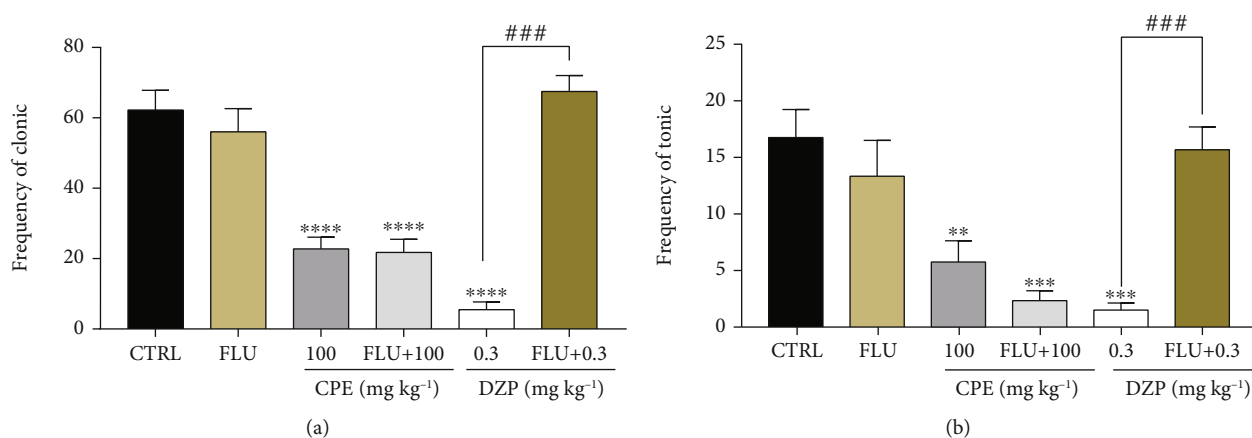 ###
80
60
40
20
0
Frequency of clonic
****
****
****
CTRL
FLU
100
FLU+100
0.3
FLU+0.3
CPE (mg kg⁻¹)
DZP (mg kg⁻¹)
(a)
###
25
20
15
10
5
0
Frequency of tonic
**
***
***
CTRL
FLU
100
FLU+100
0.3
FLU+0.3
CPE (mg kg⁻¹)
DZP (mg kg⁻¹)
(b)